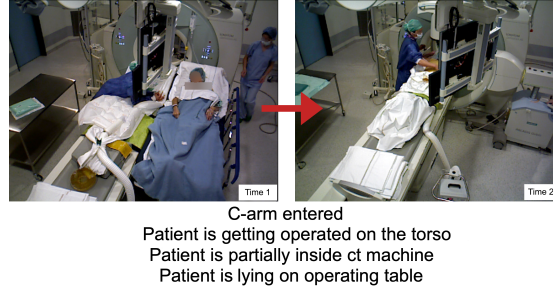 Time 1
Time 2
C-arm entered
Patient is getting operated on the torso
Patient is partially inside ct machine
Patient is lying on operating table